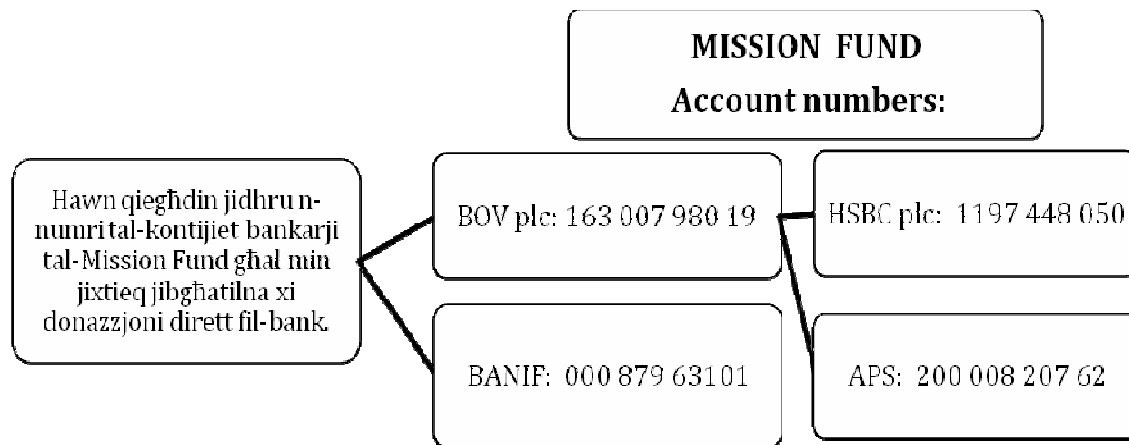 MISSION FUND
Account numbers:
Hawn qiegħdin jidhru n-
numri tal-kontijiet bankarji
tal-Mission Fund għal min
jixtieq jibgħatilna xi
donazzjoni dirett fil-bank.
BOV plc: 163 007 980 19
HSBC plc: 1197 448 050
BANIF: 000 879 63101
APS: 200 008 207 62